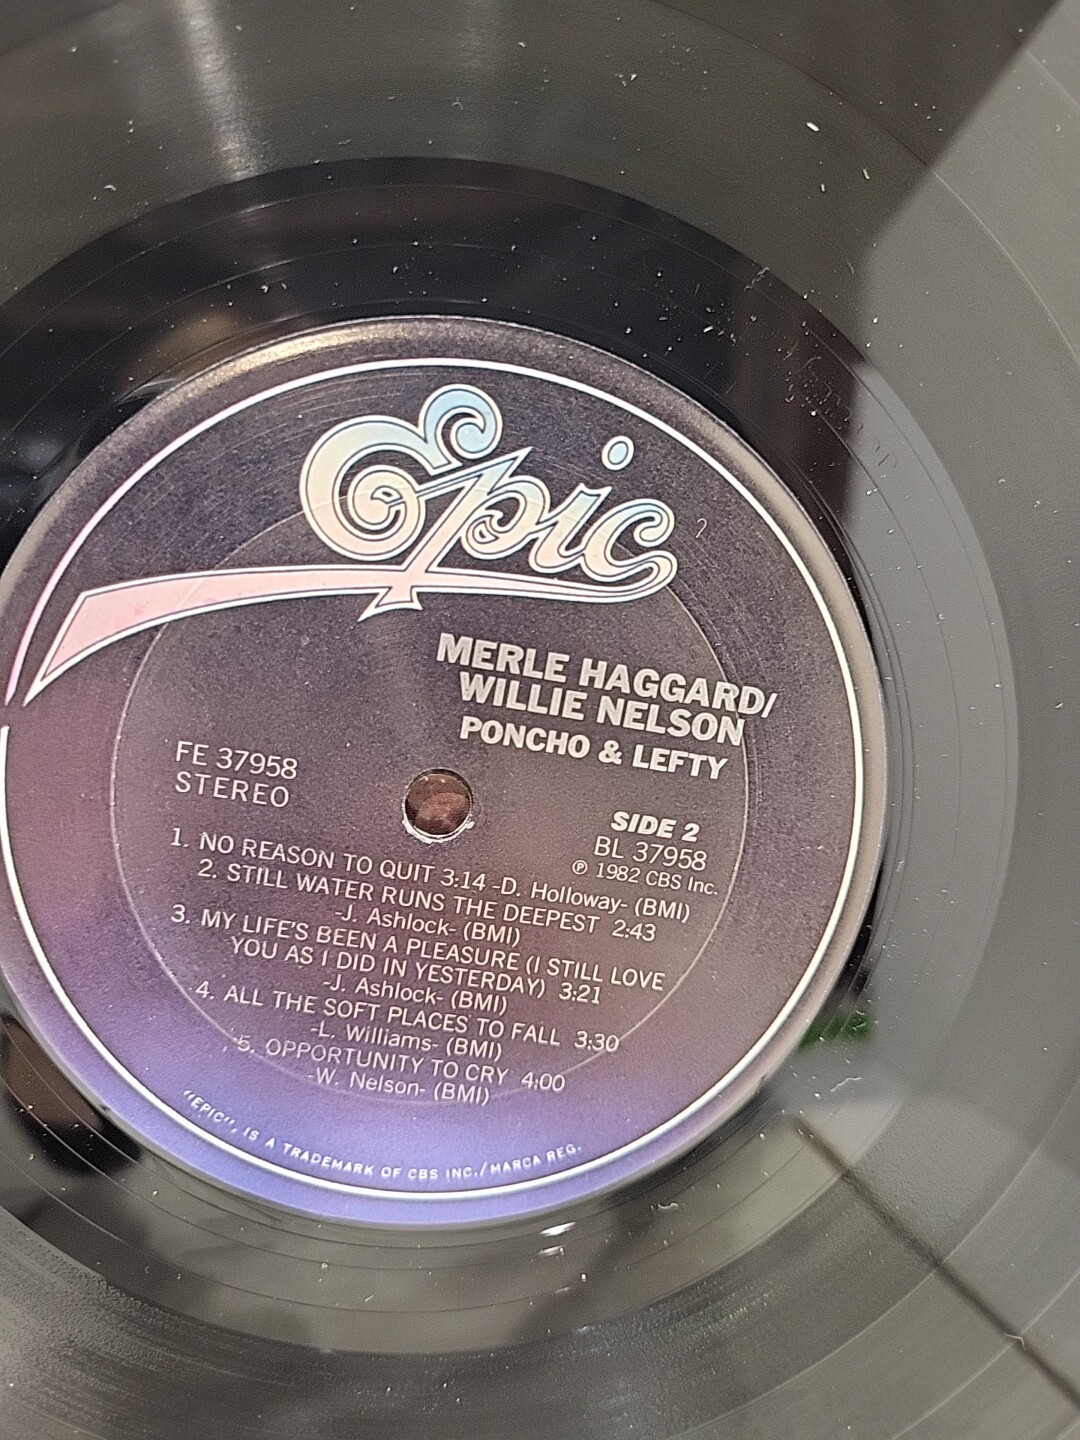 Epic
MERLE HAGGARD/
WILLIE NELSON
PONCHO & LEFTY
FE 37958
STEREO
SIDE 2
BL 37958
℗ 1982 CBS Inc.
1. NO REASON TO QUIT 3:14 -D. Holloway- (BMI)
2. STILL WATER RUNS THE DEEPEST 2:43
-J. Ashlock- (BMI)
3. MY LIFE'S BEEN A PLEASURE (I STILL LOVE
YOU AS I DID IN YESTERDAY) 3:21
-J. Ashlock- (BMI)
4. ALL THE SOFT PLACES TO FALL 3:30
-L. Williams- (BMI)
5. OPPORTUNITY TO CRY 4:00
-W. Nelson- (BMI)
"EPIC", IS A TRADEMARK OF CBS INC./MARCA REG.